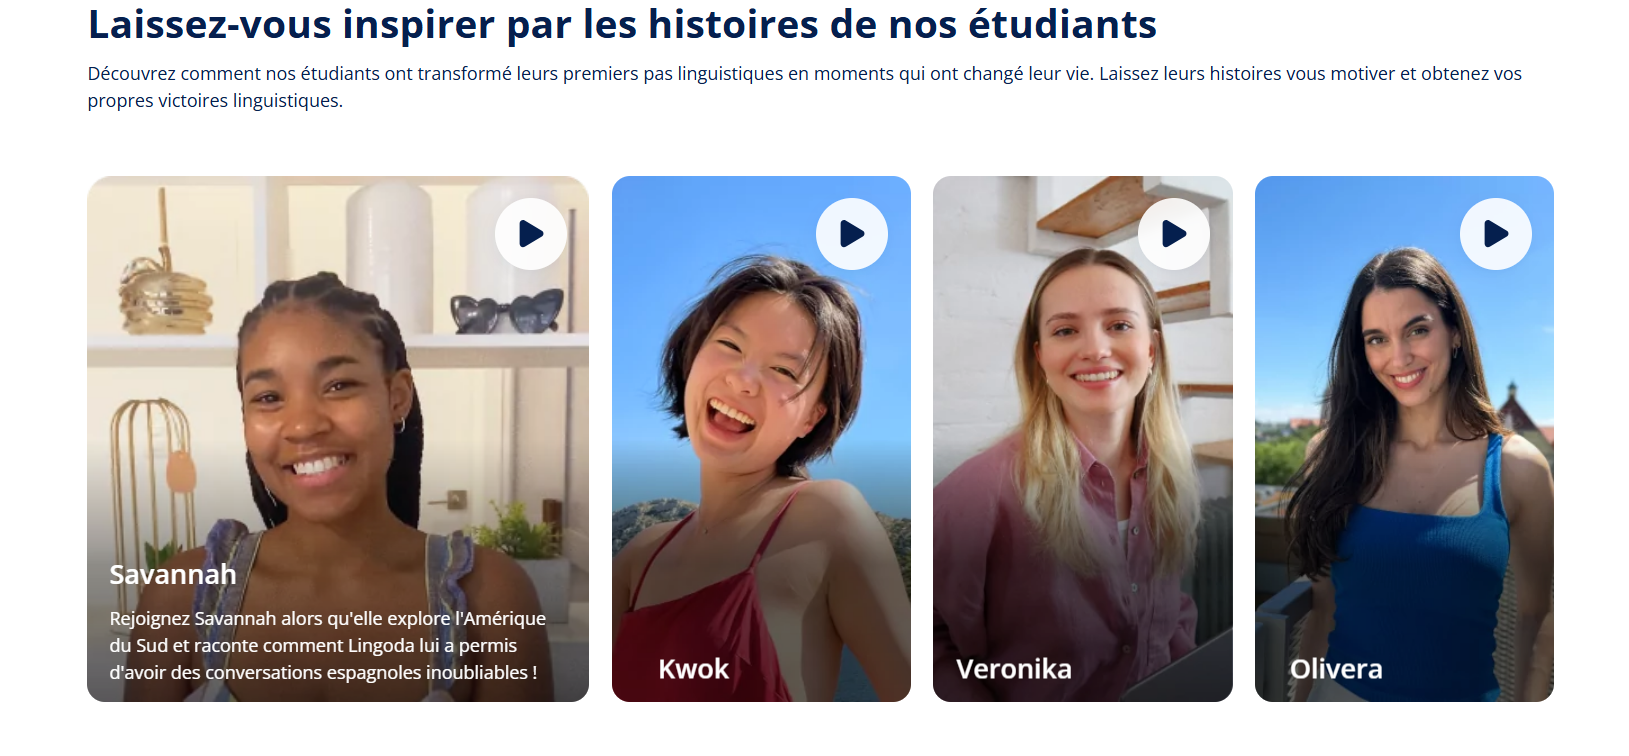 Laissez-vous inspirer par les histoires de nos étudiants
Découvrez comment nos étudiants ont transformé leurs premiers pas linguistiques en moments qui ont changé leur vie. Laissez leurs histoires vous motiver et obtenez vos
propres victoires linguistiques.
Savannah
Rejoignez Savannah alors qu'elle explore l'Amérique
du Sud et raconte comment Lingoda lui a permis
d'avoir des conversations espagnoles inoubliables !
Kwok
Veronika
Olivera